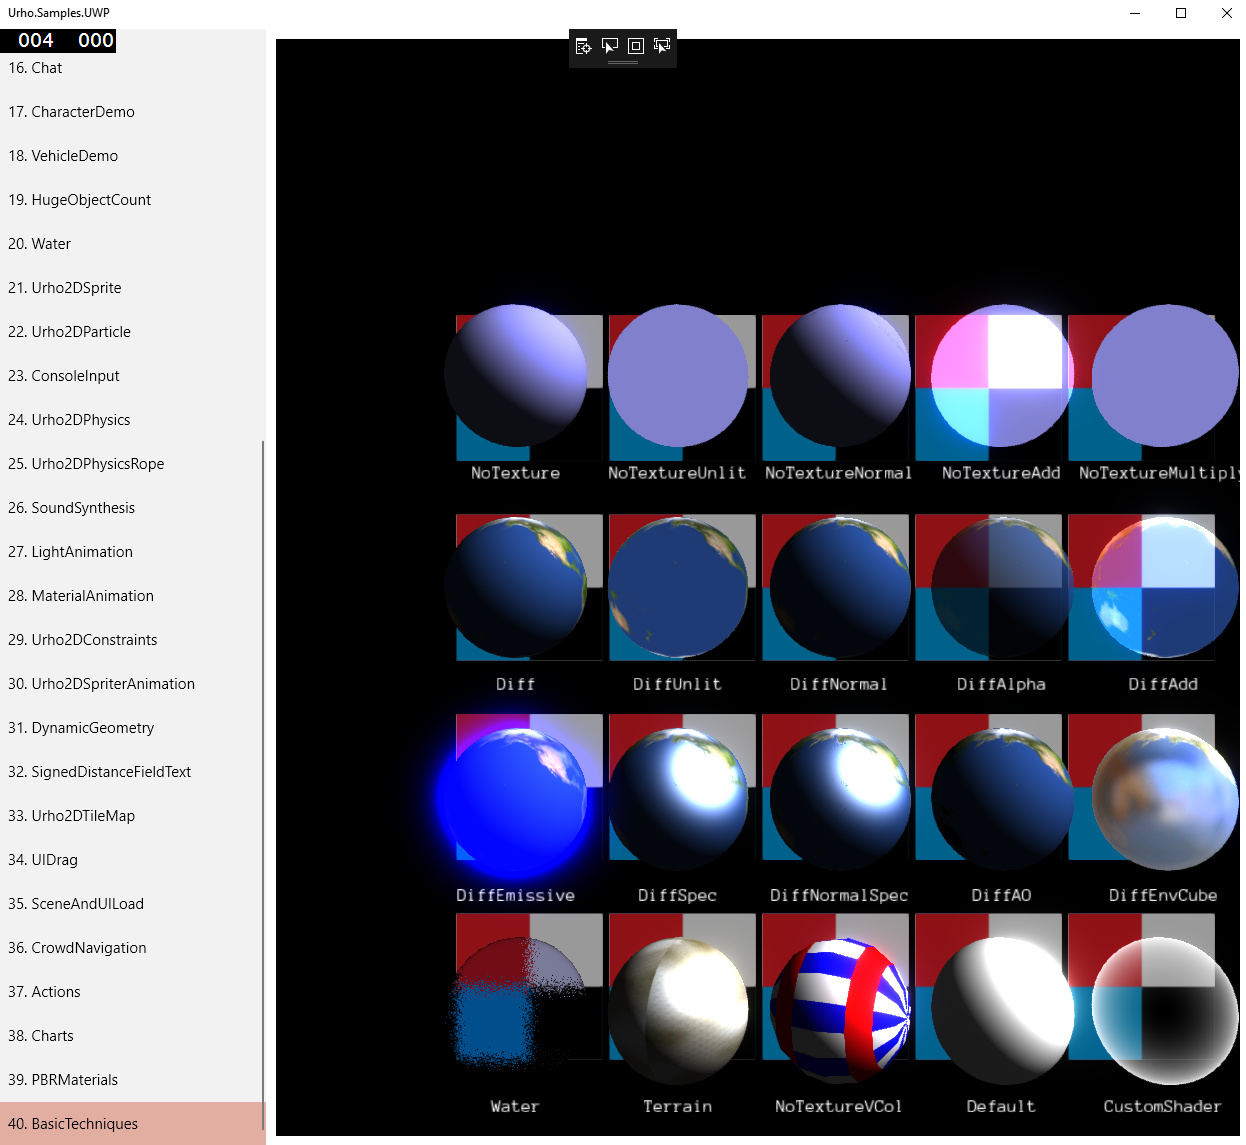 Urho.Samples.UWP
004 000
16. Chat
17. CharacterDemo
18. VehicleDemo
19. HugeObjectCount
20. Water
21. Urho2DSprite
22. Urho2DParticle
23. ConsoleInput
24. Urho2DPhysics
25. Urho2DPhysicsRope
26. SoundSynthesis
27. LightAnimation
28. MaterialAnimation
29. Urho2DConstraints
30. Urho2DSpriterAnimation
31. DynamicGeometry
32. SignedDistanceFieldText
33. Urho2DTileMap
34. UIDrag
35. SceneAndUILoad
36. CrowdNavigation
37. Actions
38. Charts
39. PBRMaterials
40. BasicTechniques
NoTexture NoTextureUnlit NoTextureNormal NoTextureAdd NoTextureMultiply
Diff DiffUnlit DiffNormal DiffAlpha DiffAdd
DiffEmissive DiffSpec DiffNormalSpec DiffAO DiffEnvCube
Water Terrain NoTextureVCol Default CustomShader